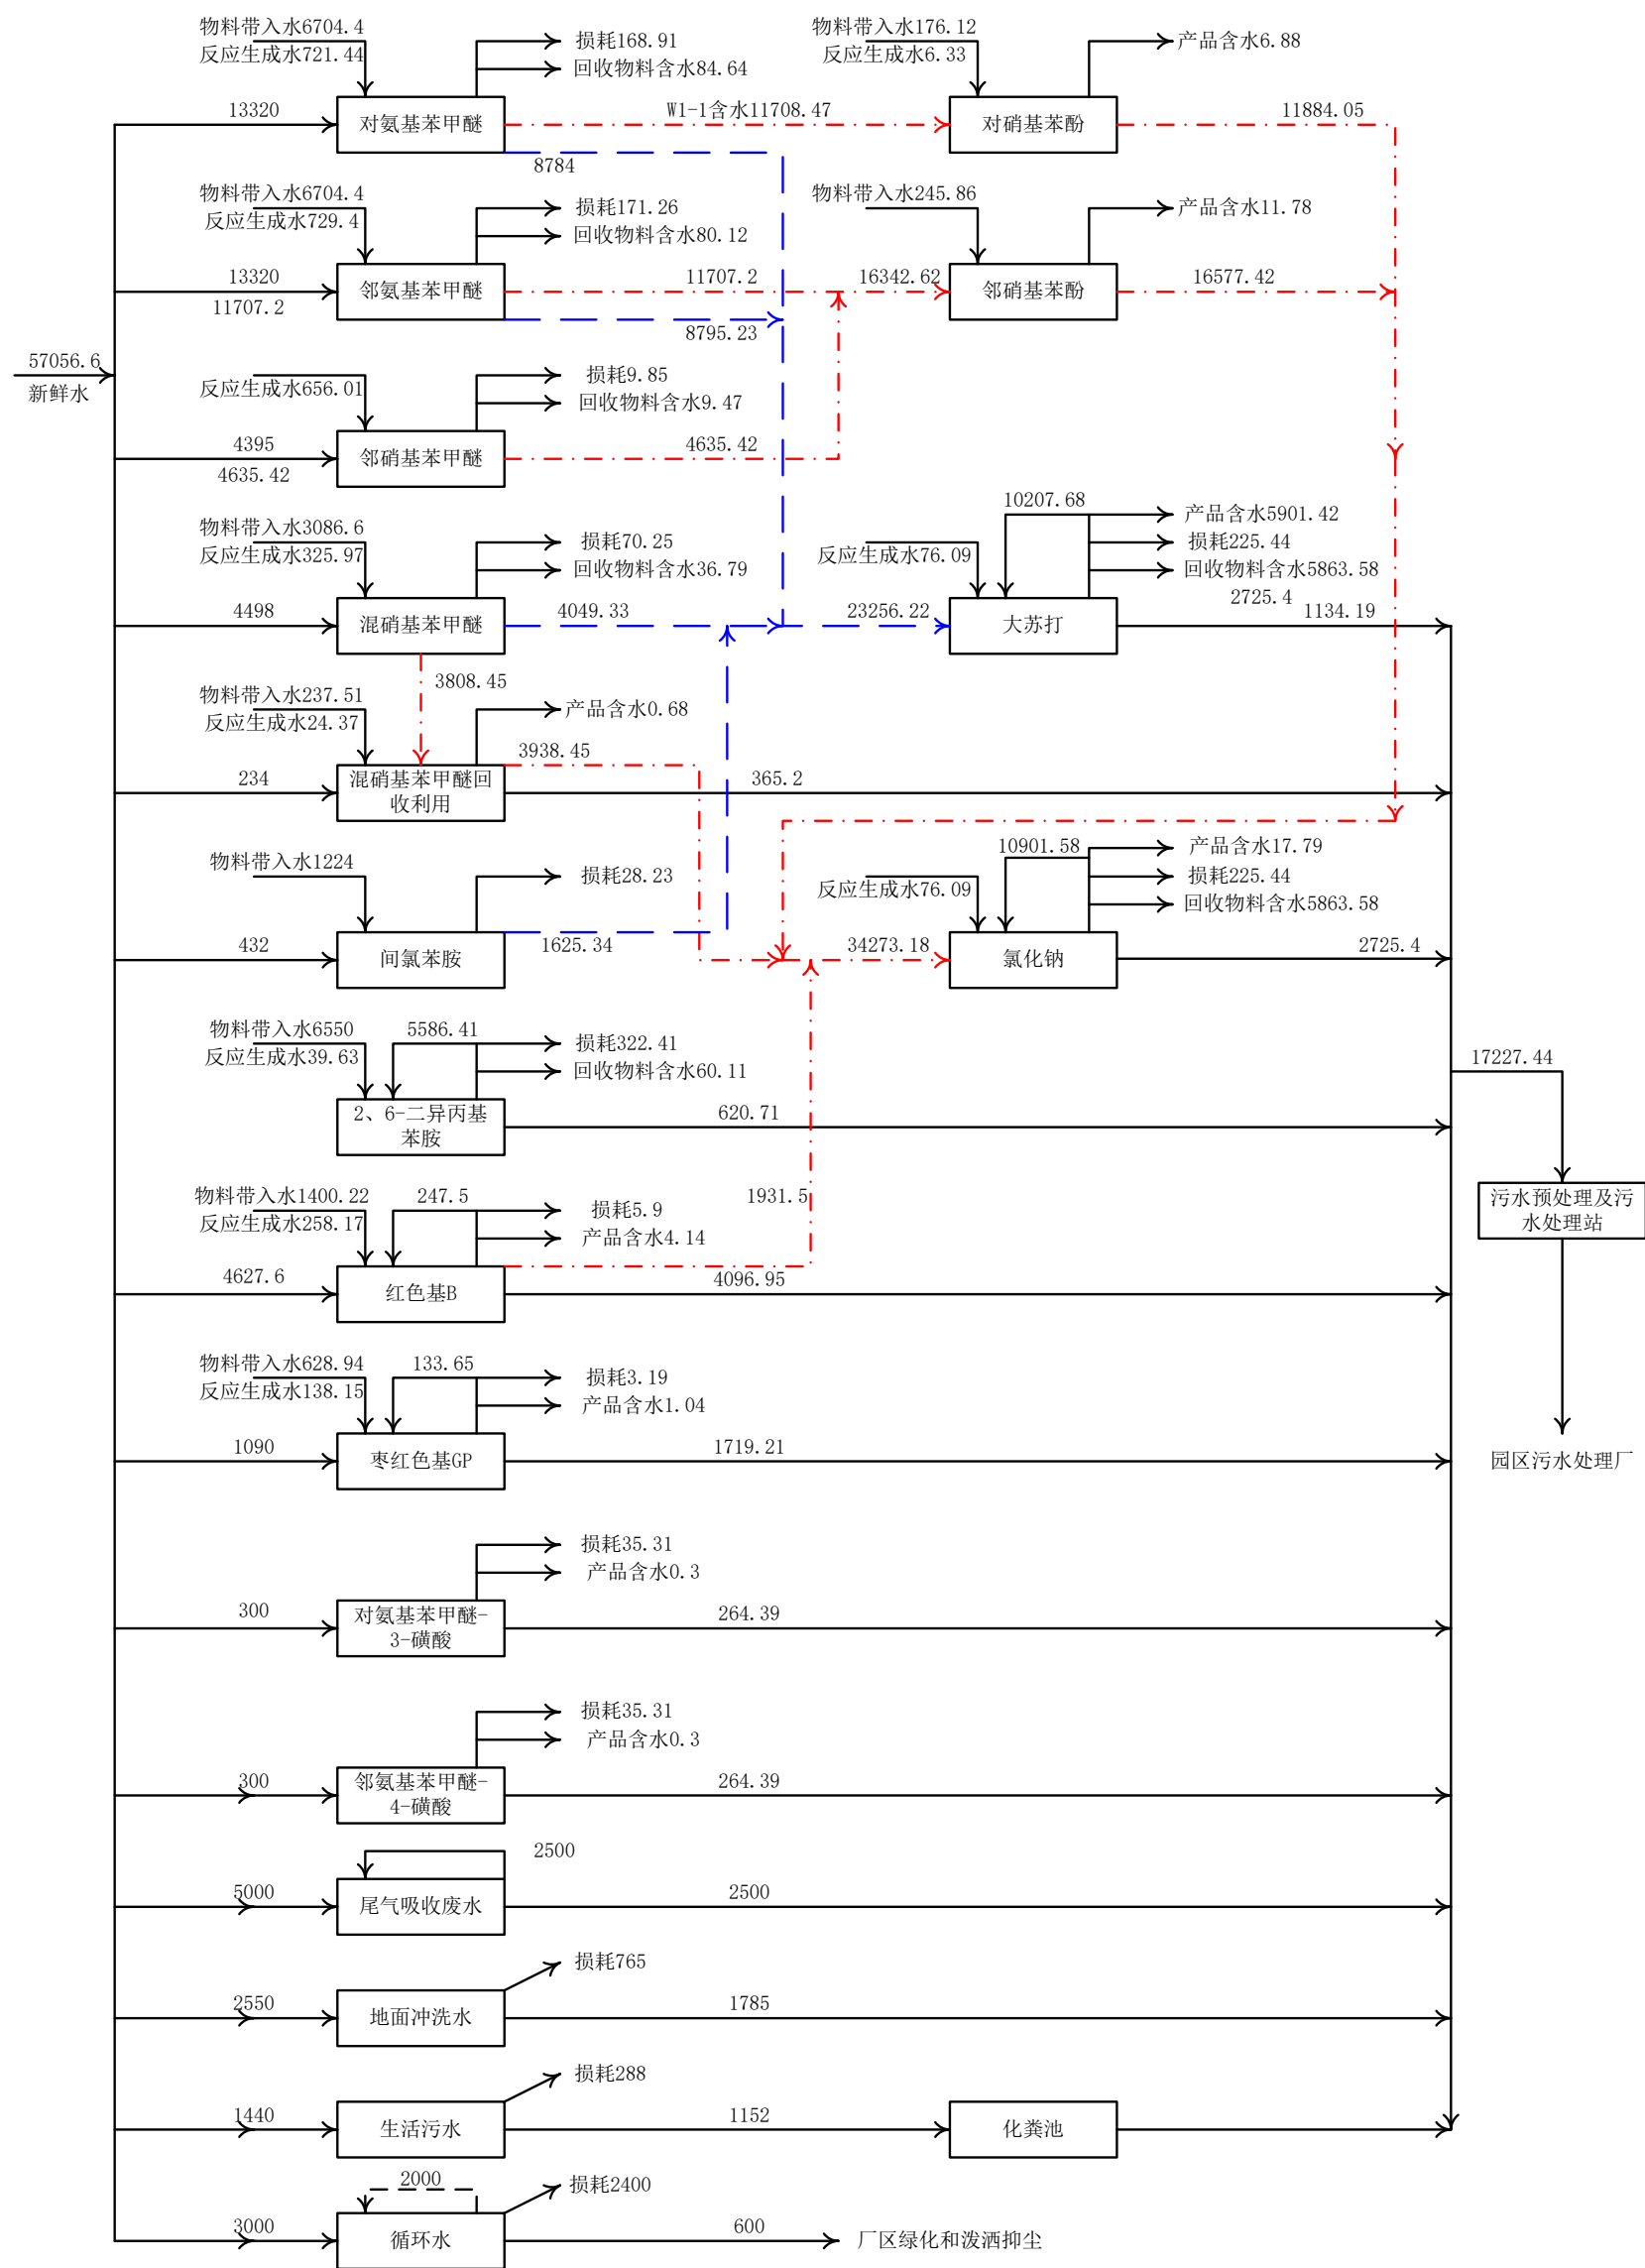 物料带入水6704.4
反应生成水721.44
损耗168.91
回收物料含水84.64
物料带入水176.12
反应生成水6.33
产品含水6.88
13320
对氨基苯甲醚
W1-1含水11708.47
对硝基苯酚
11884.05
8784
物料带入水6704.4
反应生成水729.4
损耗171.26
回收物料含水80.12
物料带入水245.86
产品含水11.78
13320
11707.2
邻氨基苯甲醚
11707.2
16342.62
邻硝基苯酚
16577.42
8795.23
57056.6
新鲜水
反应生成水656.01
损耗9.85
回收物料含水9.47
4395
4635.42
邻硝基苯甲醚
4635.42
物料带入水3086.6
反应生成水325.97
损耗70.25
回收物料含水36.79
10207.68
反应生成水76.09
产品含水5901.42
损耗225.44
回收物料含水5863.58
2725.4
4498
混硝基苯甲醚
4049.33
23256.22
大苏打
1134.19
3808.45
物料带入水237.51
反应生成水24.37
产品含水0.68
3938.45
234
混硝基苯甲醚回
收利用
365.2
物料带入水1224
损耗28.23
10901.58
反应生成水76.09
产品含水17.79
损耗225.44
回收物料含水5863.58
432
间氯苯胺
1625.34
34273.18
氯化钠
2725.4
物料带入水6550
反应生成水39.63
5586.41
损耗322.41
回收物料含水60.11
2、6-二异丙基
苯胺
620.71
17227.44
物料带入水1400.22
反应生成水258.17
247.5
损耗5.9
产品含水4.14
1931.5
污水预处理及污
水处理站
4627.6
红色基B
4096.95
物料带入水628.94
反应生成水138.15
133.65
损耗3.19
产品含水1.04
1090
枣红色基GP
1719.21
园区污水处理厂
损耗35.31
产品含水0.3
300
对氨基苯甲醚-
3-磺酸
264.39
损耗35.31
产品含水0.3
300
邻氨基苯甲醚-
4-磺酸
264.39
2500
5000
尾气吸收废水
2500
损耗765
2550
地面冲洗水
1785
损耗288
1440
生活污水
1152
化粪池
2000
损耗2400
3000
循环水
600
厂区绿化和泼洒抑尘